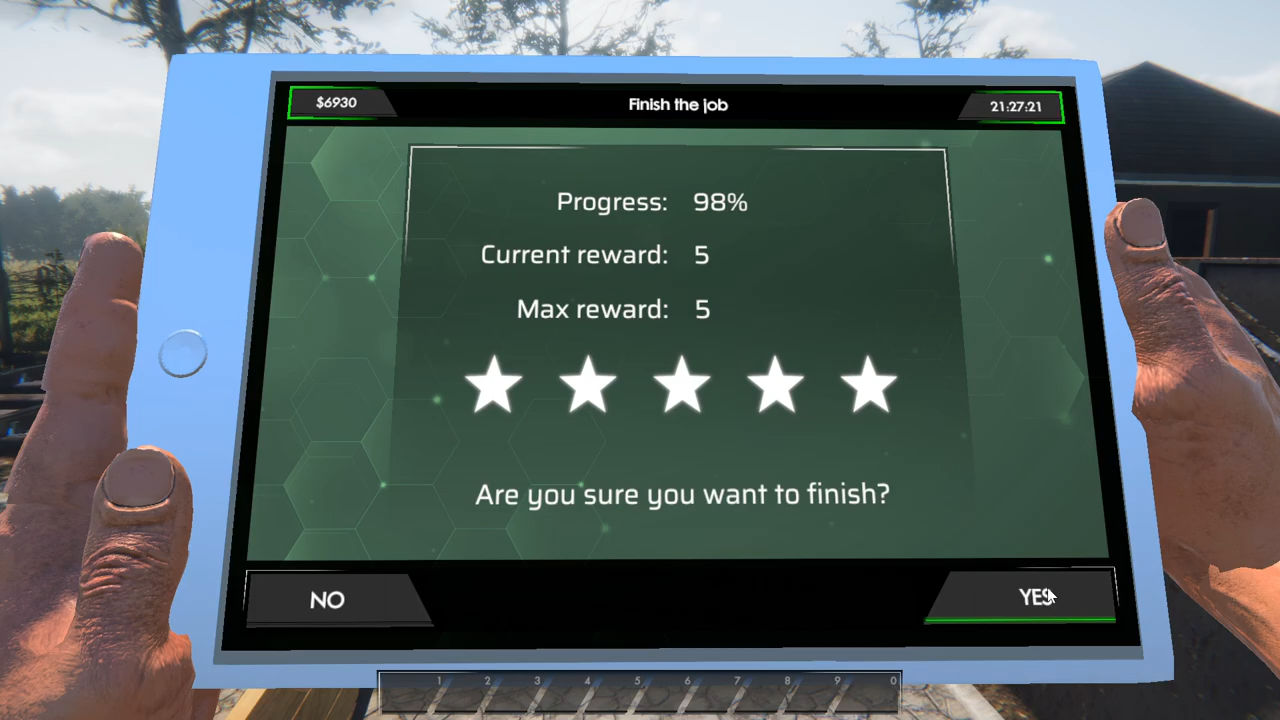 $6930
Finish the job
21:27:21
Progress: 98%
Current reward: 5
Max reward: 5
Are you sure you want to finish?
NO
YES
1 2 3 4 5 6 7 8 9 0